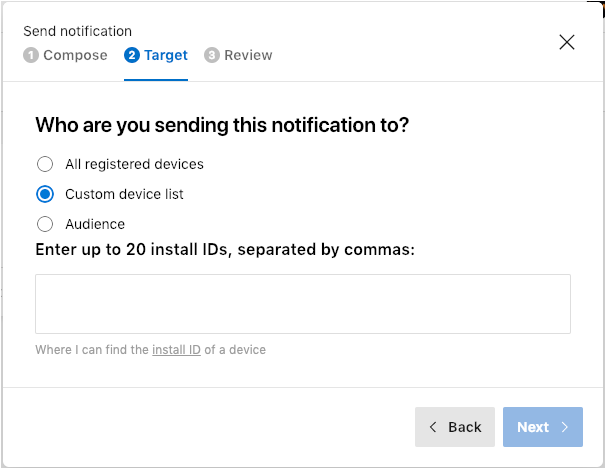 Send notification
1 Compose 2 Target 3 Review
Who are you sending this notification to?
All registered devices
Custom device list
Audience
Enter up to 20 install IDs, separated by commas:
Where I can find the install ID of a device
Back Next